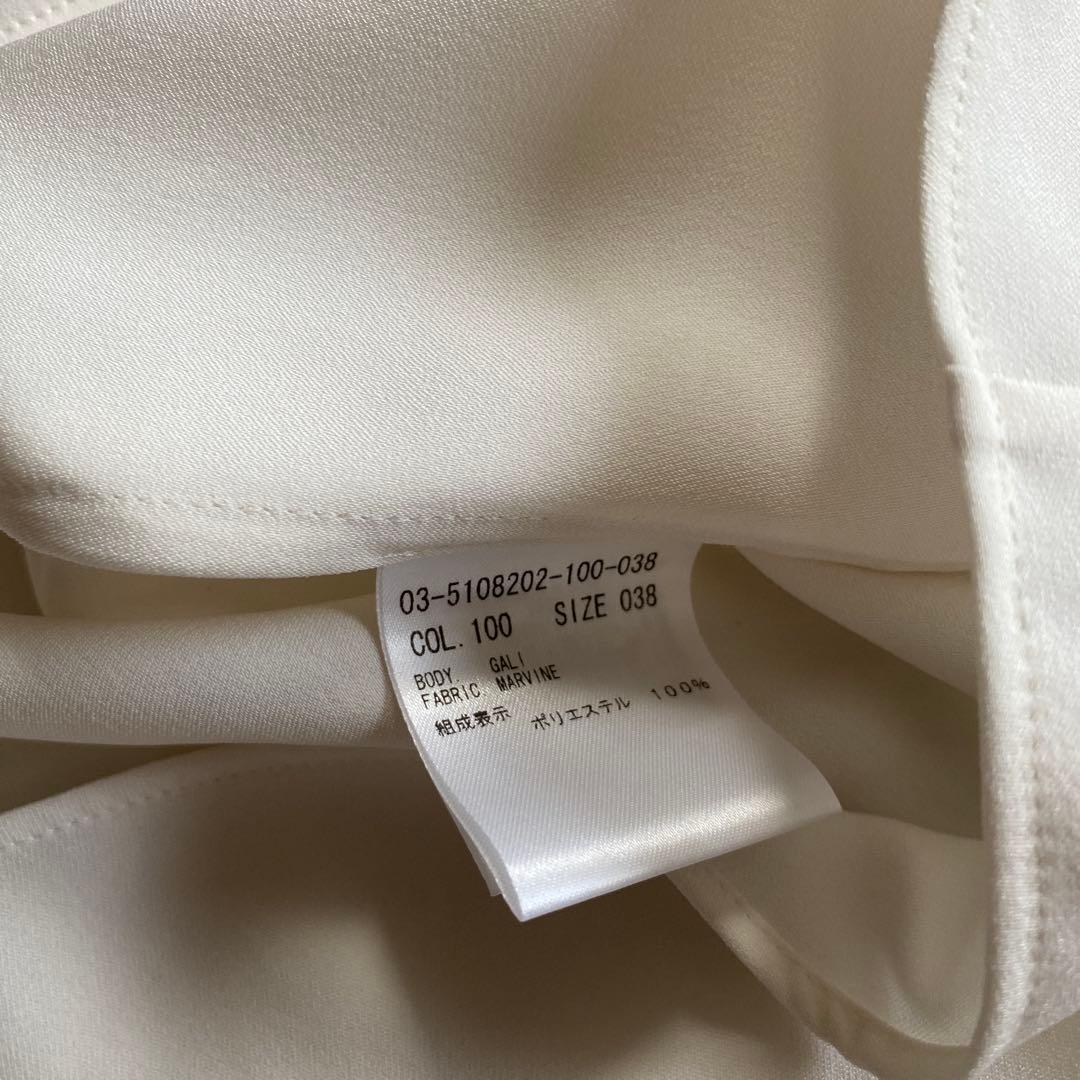 03-5108202-100-038
COL. 100 SIZE 038
BODY. GALI
FABRIC MARVINE
組成表示 ポリエステル 100%